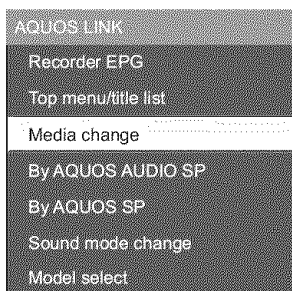 AQUOS LINK
Recorder EPG
Top menu/title list
Media change
By AQUOS AUDIO SP
By AQUOS SP
Sound mode change
Model select